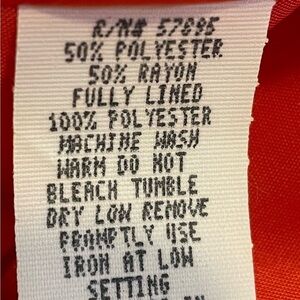 R/N# 57885
50% POLYESTER
50% RAYON
FULLY LINED
100% POLYESTER
MACHINE WASH
WARM DO NOT
BLEACH TUMBLE
DRY LOW REMOVE
PROMPTLY USE
IRON AT LOW
SETTING